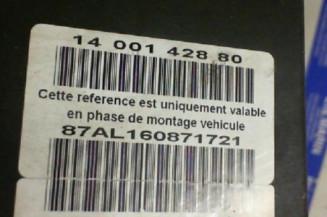 14 001 428 80
Cette reference est uniquement valable
en phase de montage vehicule
87AL160871721